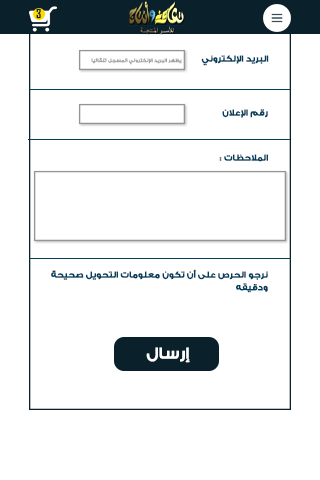 3
البريد الإلكتروني
يظهر البريد الإلكتروني المسجل تلقائيا
رقم الإعلان
الملاحظات :
نرجو الحرص على أن تكون معلومات التحويل صحيحة
ودقيقه
إرسال